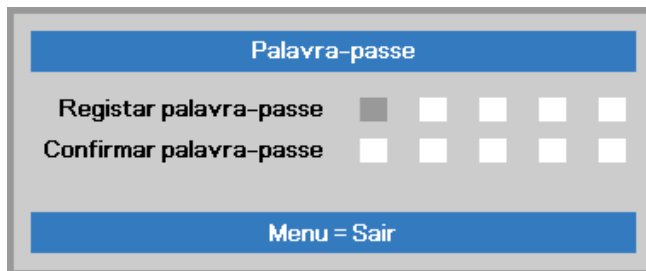 Palavra-passe
Registar palavra-passe
Confirmar palavra-passe
Menu = Sair